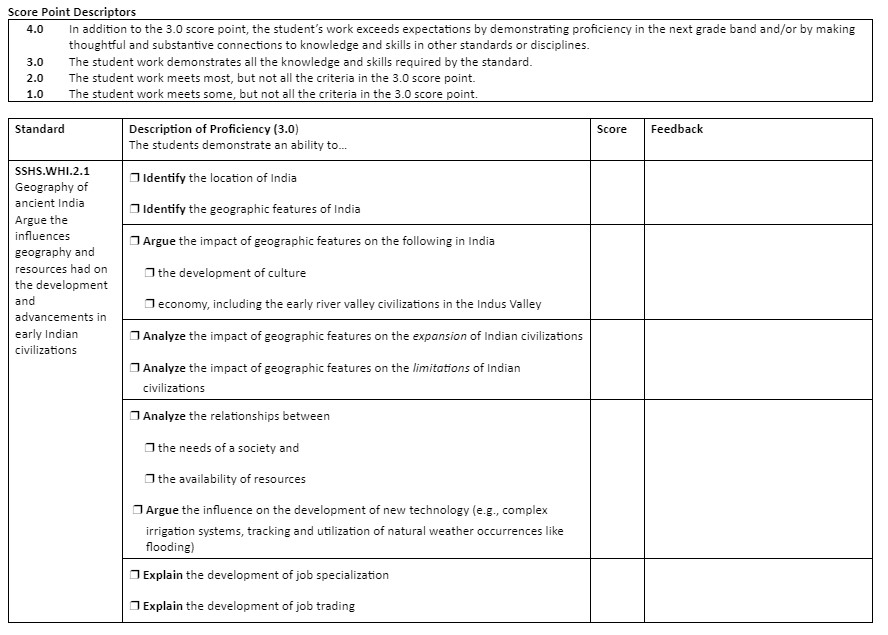 Score Point Descriptors
4.0 In addition to the 3.0 score point, the student's work exceeds expectations by demonstrating proficiency in the next grade band and/or by making
thoughtful and substantive connections to knowledge and skills in other standards or disciplines.
3.0 The student work demonstrates all the knowledge and skills required by the standard.
2.0 The student work meets most, but not all the criteria in the 3.0 score point.
1.0 The student work meets some, but not all the criteria in the 3.0 score point.
Standard
Description of Proficiency (3.0)
The students demonstrate an ability to...
Score
Feedback
SSHS.WHI.2.1
Geography of
ancient India
Argue the
influences
geography and
resources had on
the development
and
advancements in
early Indian
civilizations
❒ Identify the location of India
❒ Identify the geographic features of India
❒ Argue the impact of geographic features on the following in India
❒ the development of culture
❒ economy, including the early river valley civilizations in the Indus Valley
❒ Analyze the impact of geographic features on the expansion of Indian civilizations
❒ Analyze the impact of geographic features on the limitations of Indian
civilizations
❒ Analyze the relationships between
❒ the needs of a society and
❒ the availability of resources
❒ Argue the influence on the development of new technology (e.g., complex
irrigation systems, tracking and utilization of natural weather occurrences like
flooding)
❒ Explain the development of job specialization
❒ Explain the development of job trading